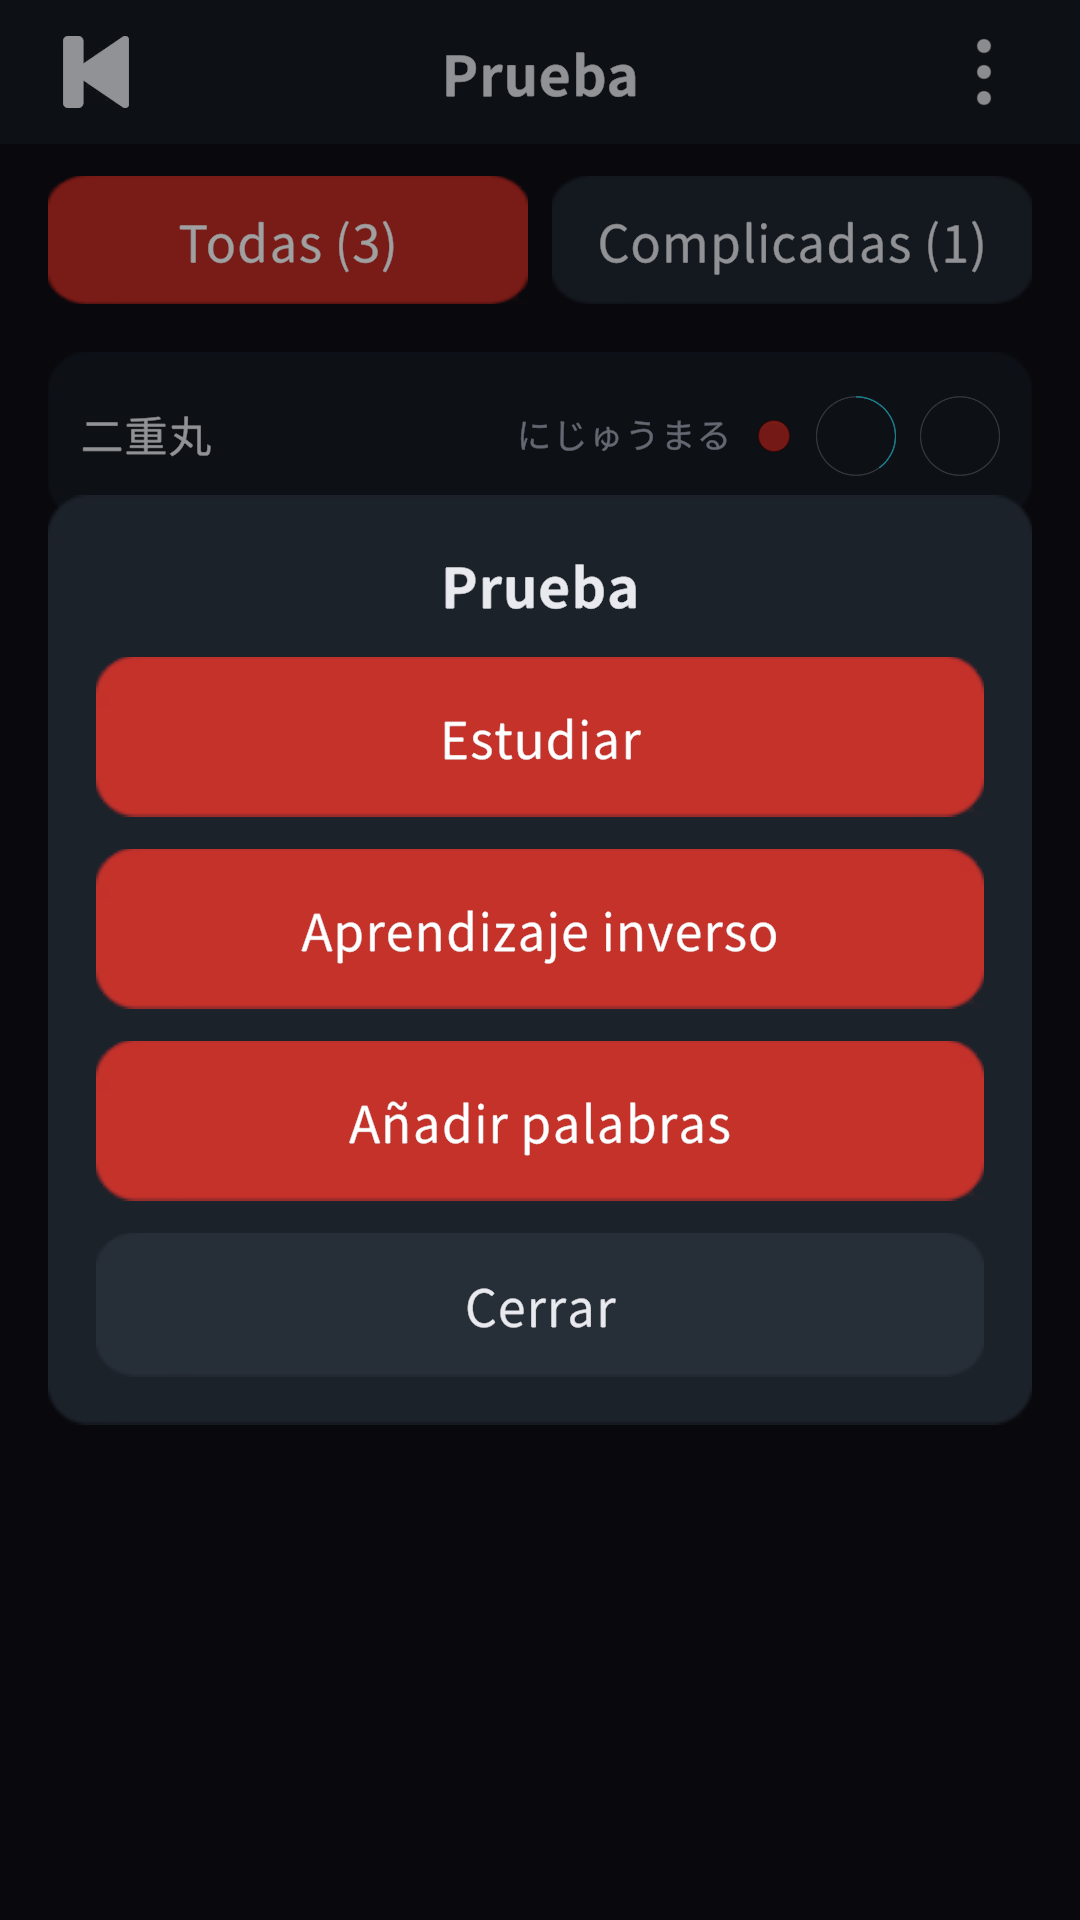 Prueba
Todas (3)
Complicadas (1)
二重丸
にじゅうまる
Prueba
Estudiar
Aprendizaje inverso
Añadir palabras
Cerrar